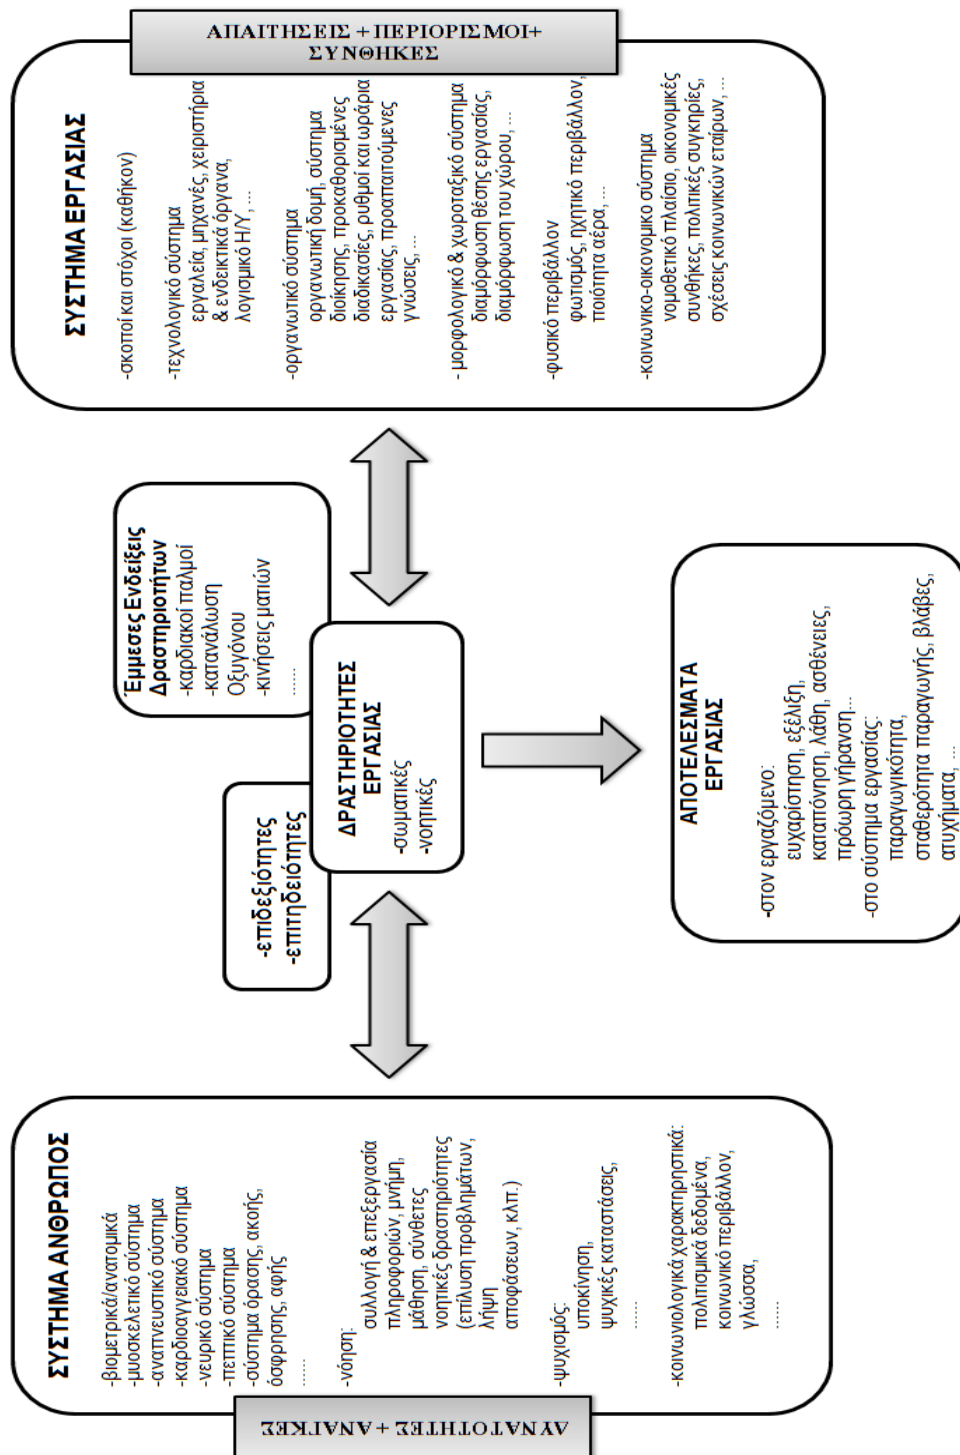 ΣΥΣΤΗΜΑ ΑΝΘΡΩΠΟΣ
-βιομετρικά/ανατομικά
-μυοσκελετικό σύστημα
-αναπνευστικό σύστημα
-καρδιοαγγειακό σύστημα
-νευρικό σύστημα
-πεπτικό σύστημα
-σύστημα όρασης, ακοής,
όσφρησης, αφής
......
-νόηση:
συλλογή & επεξεργασία
πληροφοριών, μνήμη,
μάθηση, σύνθετες
νοητικές δραστηριότητες
(επίλυση προβλημάτων,
λήψη
αποφάσεων, κλπ.)
-ψυχισμός:
υποκίνηση,
ψυχικές καταστάσεις,
......
-κοινωνιολογικά χαρακτηρηστικά:
πολιτισμικά δεδομένα,
κοινωνικό περιβάλλον,
γλώσσα,
......
ΔΥΝΑΤΟΤΗΤΕΣ + ΑΝΑΓΚΕΣ
-επιδεξιότητες
-επιτηδειότητες
Έμμεσες Ενδείξεις
Δραστηριοτήτων
-καρδιακοί παλμοί
-κατανάλωση
Οξυγόνου
-κινήσεις ματιών
......
ΔΡΑΣΤΗΡΙΟΤΗΤΕΣ
ΕΡΓΑΣΙΑΣ
-σωματικές
-νοητικές
ΑΠΟΤΕΛΕΣΜΑΤΑ
ΕΡΓΑΣΙΑΣ
-στον εργαζόμενο:
ευχαρίστηση, εξέλιξη,
καταπόνηση, λάθη, ασθένειες,
πρόωρη γήρανση...
-στο σύστημα εργασίας:
παραγωγικότητα,
σταθερότητα παραγωγής, βλάβες,
ατυχήματα, ...
ΣΥΣΤΗΜΑ ΕΡΓΑΣΙΑΣ
-σκοποί και στόχοι (καθήκον)
-τεχνολογικό σύστημα
εργαλεία, μηχανές, χειριστήρια
& ενδεικτικά όργανα,
λογισμικό Η/Υ, ...
-οργανωτικό σύστημα
οργανωτική δομή, σύστημα
διοίκησης, προκαθορισμένες
διαδικασίες, ρυθμοί και ωράρια
εργασίας, προαπαιτούμενες
γνώσεις, ...
- μορφολογικό & χωροταξικό σύστημα
διαμόρφωση θέσης εργασίας,
διαμόρφωση του χώρου, ...
-φυσικό περιβάλλον
φωτισμός, ηχητικό περιβάλλον,
ποιότητα αέρα, ...
-κοινωνικο-οικονομικο σύστημα
νομοθετικό πλαίσιο, οικονομικές
συνθήκες, πολιτικές συγκηρίες,
σχέσεις κοινωνικών εταίρων, ...
ΑΠΑΙΤΗΣΕΙΣ + ΠΕΡΙΟΡΙΣΜΟΙ+
ΣΥΝΘΗΚΕΣ